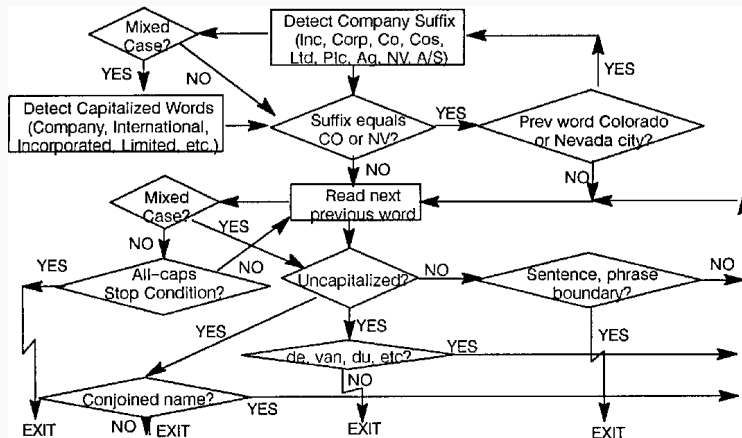 Mixed
Case?
Detect Company Suffix
(Inc, Corp, Co, Cos,
Ltd, Plc, Ag, NV, A/S)
YES
NO
YES
Detect Capitalized Words
(Company, International,
Incorporated, Limited, etc.)
Suffix equals
CO or NV?
YES
Prev word Colorado
or Nevada city?
NO
NO
Mixed
Case?
Read next
previous word
YES
NO
YES
All-caps
Stop Condition?
NO
Uncapitalized?
NO
Sentence, phrase
boundary?
NO
YES
YES
YES
de, van, du, etc?
YES
NO
Conjoined name?
YES
EXIT
NO
EXIT
EXIT
EXIT